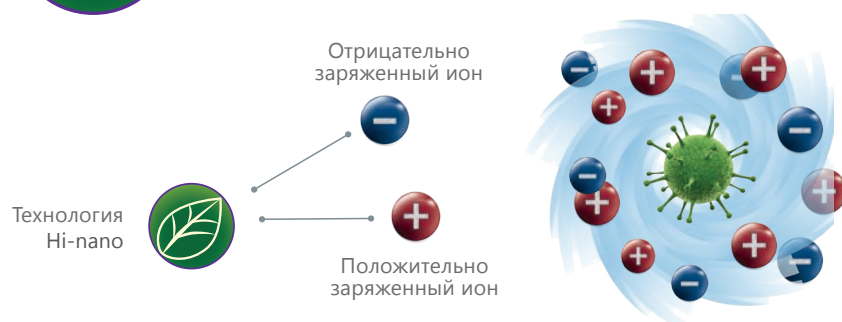 Отрицательно
заряженный ион
Технология
Hi-nano
Положительно
заряженный ион